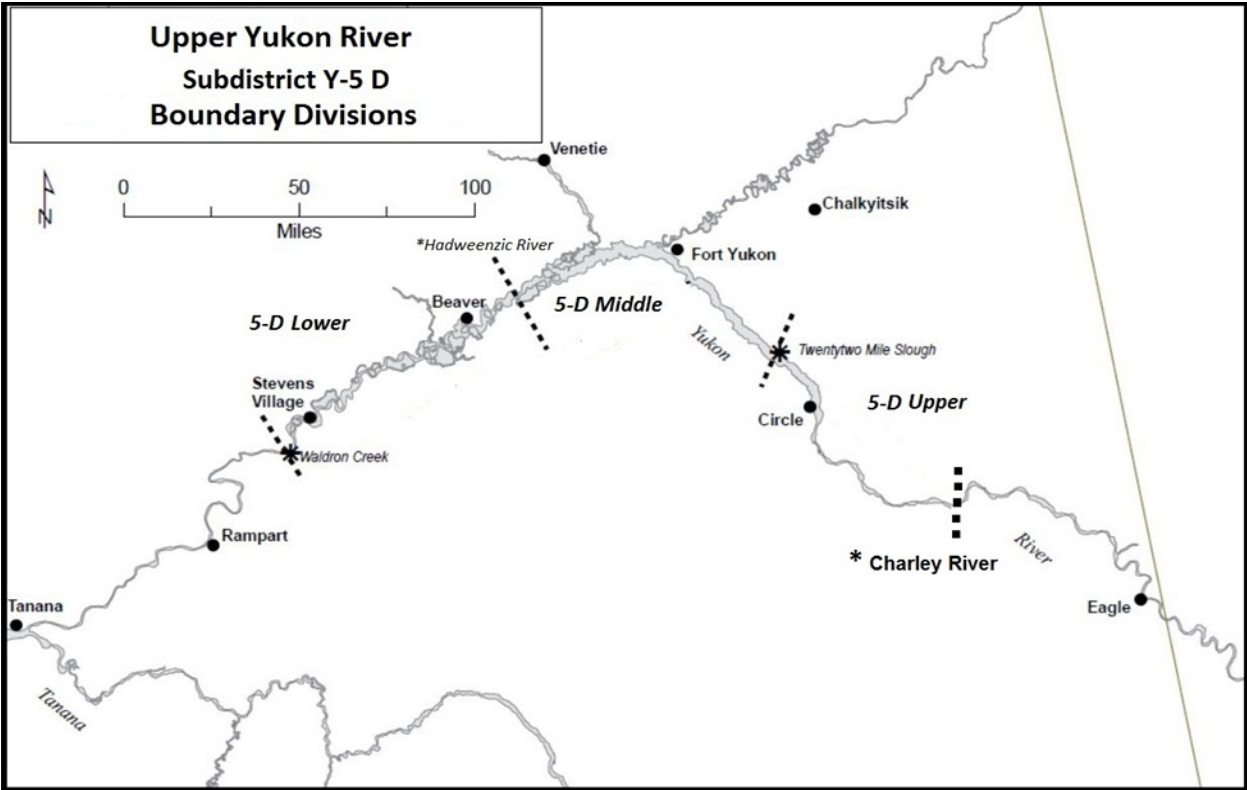 Upper Yukon River
Subdistrict Y-5 D
Boundary Divisions
N
0 50 100
Miles
Venetie
Chalkyitsik
*Hadweenzic River
Fort Yukon
Beaver
5-D Middle
5-D Lower
Yukon
Twentytwo Mile Slough
Stevens
Village
5-D Upper
Circle
Waldron Creek
Rampart
River
* Charley River
Tanana
Eagle
Tanana